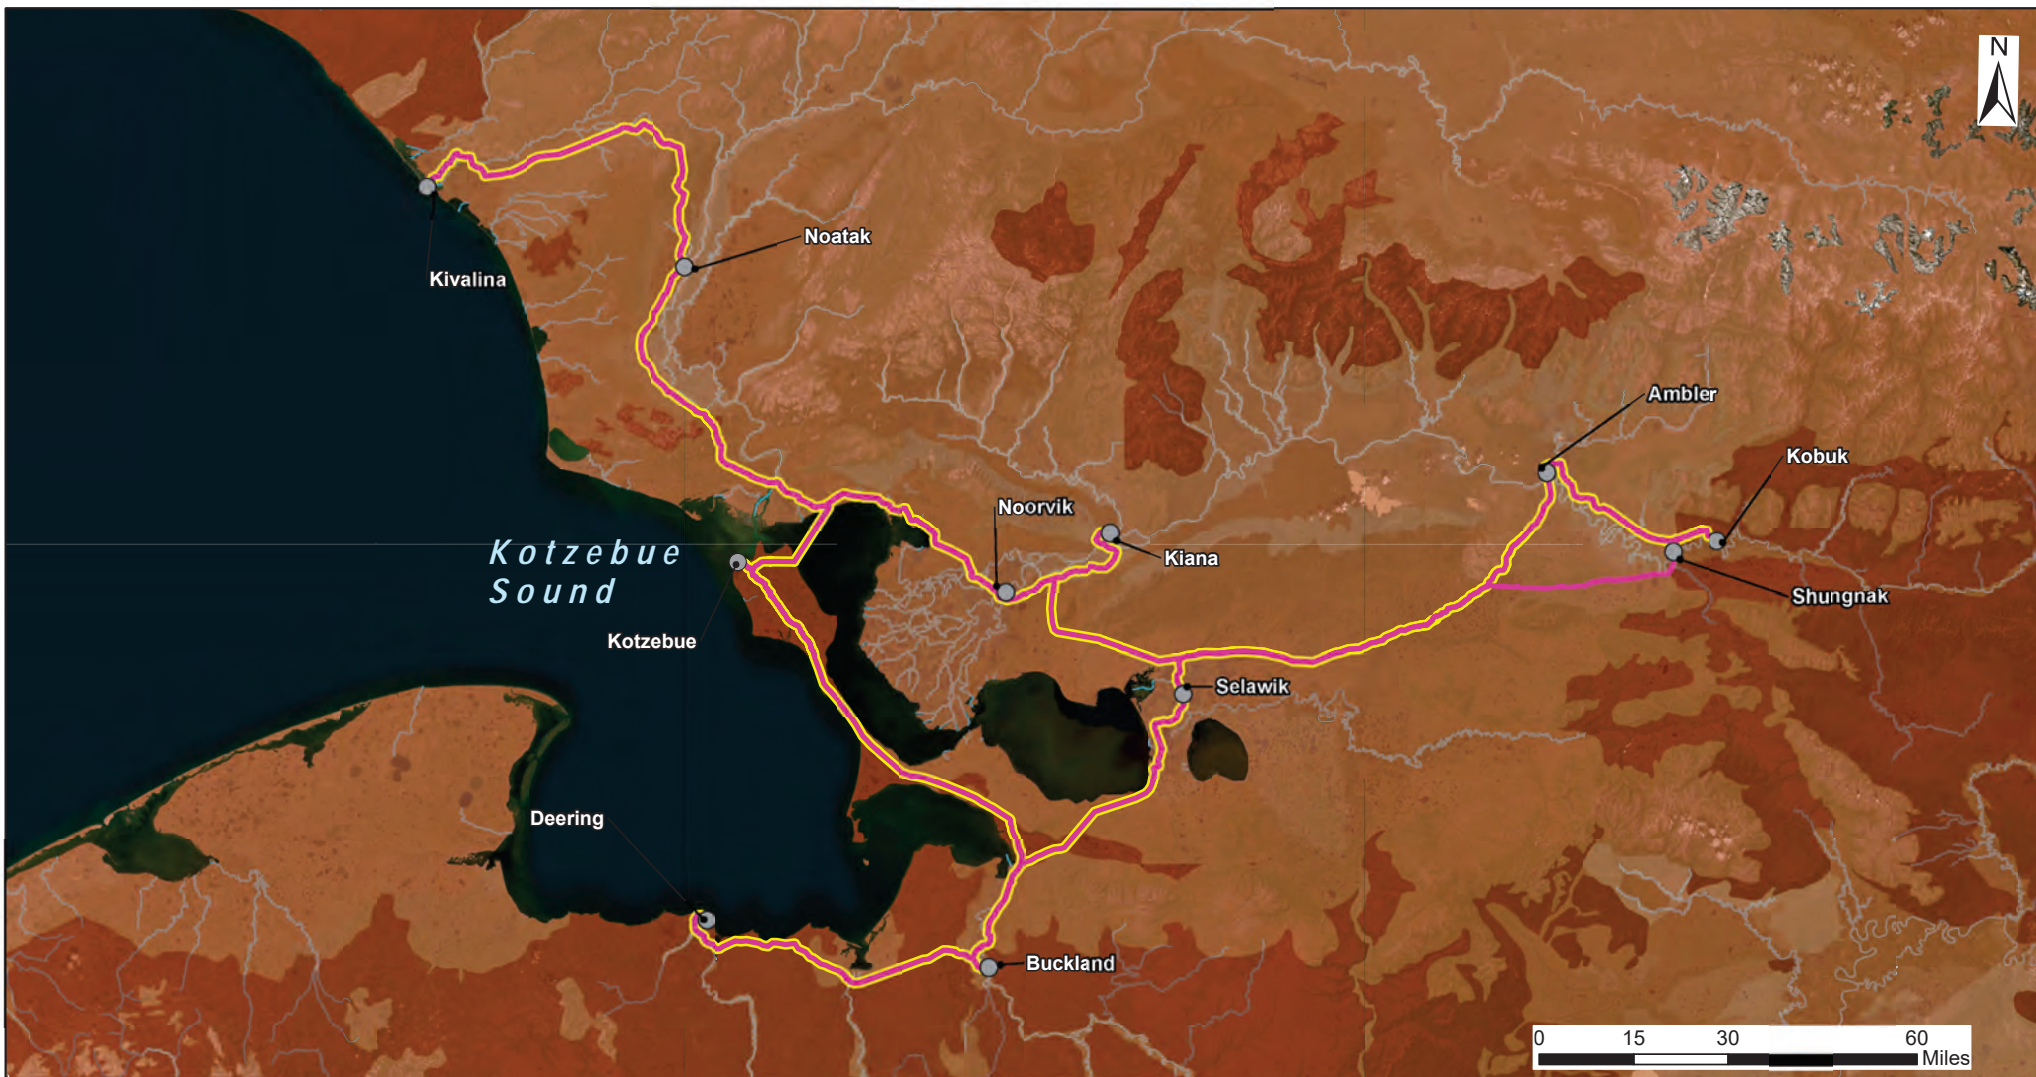 N
Noatak
Kivalina
Ambler
Kobuk
Noorvik
Kotzebue
Sound
Kiana
Shungnak
Kotzebue
Selawik
Deering
Buckland
0 15 30 60
Miles